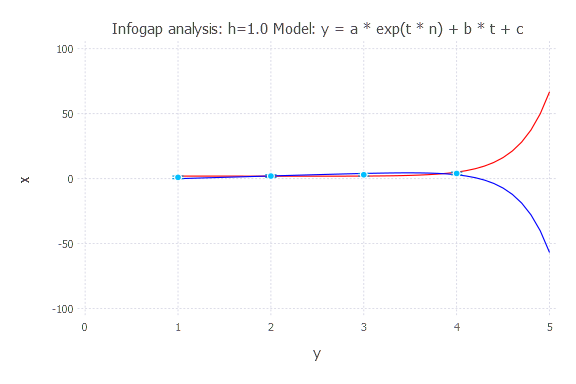 Infogap analysis: h=1.0 Model: y = a * exp(t * n) + b * t + c
100
50
0
-50
-100
x
0 1 2 3 4 5
y